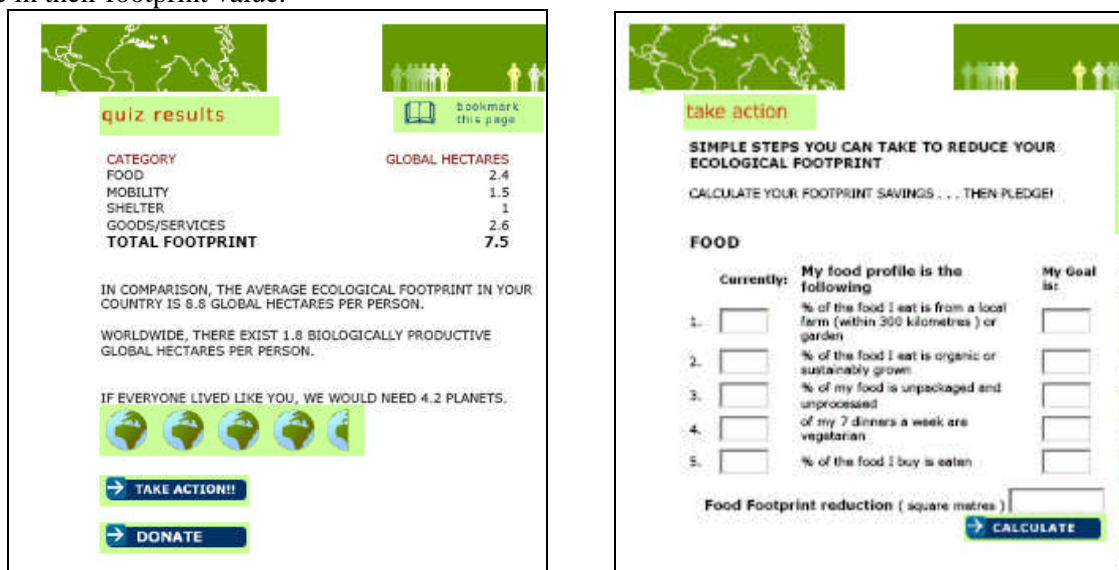 e in their footprint value.
quiz results
bookmark
this page
CATEGORY GLOBAL HECTARES
FOOD 2.4
MOBILITY 1.5
SHELTER 1
GOODS/SERVICES 2.6
TOTAL FOOTPRINT 7.5
IN COMPARISON, THE AVERAGE ECOLOGICAL FOOTPRINT IN YOUR
COUNTRY IS 8.8 GLOBAL HECTARES PER PERSON.
WORLDWIDE, THERE EXIST 1.8 BIOLOGICALLY PRODUCTIVE
GLOBAL HECTARES PER PERSON.
IF EVERYONE LIVED LIKE YOU, WE WOULD NEED 4.2 PLANETS.
TAKE ACTION!!
DONATE
take action
SIMPLE STEPS YOU CAN TAKE TO REDUCE YOUR
ECOLOGICAL FOOTPRINT
CALCULATE YOUR FOOTPRINT SAVINGS . . . THEN PLEDGE!
FOOD
Currently: My food profile is the
following
My Goal
is:
1. % of the food I eat is from a local
farm (within 300 kilometres ) or
garden
2. % of the food I eat is organic or
sustainably grown
3. % of my food is unpackaged and
unprocessed
4. of my 7 dinners a week are
vegetarian
5. % of the food I buy is eaten
Food Footprint reduction ( square metres )
CALCULATE